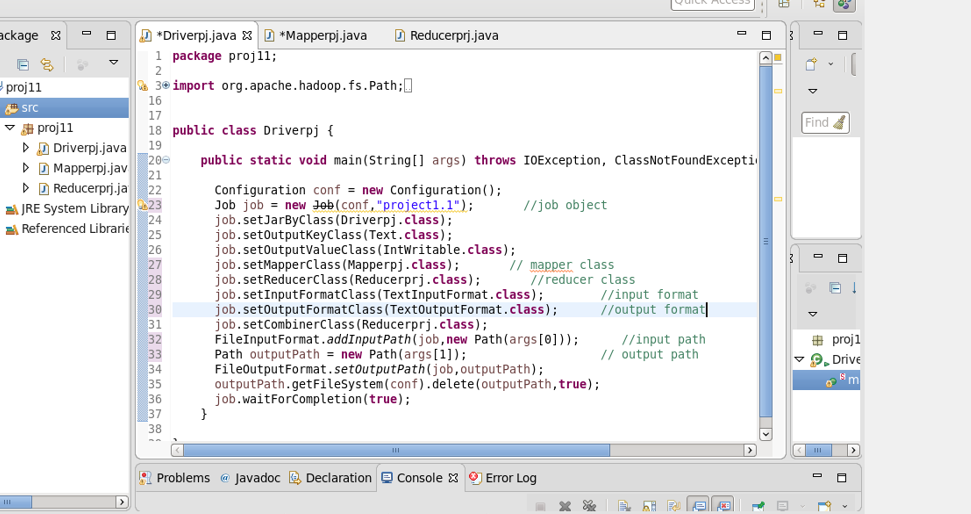 Quick Access
ackage
*Driverpj.java
*Mapperpj.java
Reducerprj.java
proj11
src
proj11
Driverpj.java
Mapperpj.jav
Reducerpj.ja
JRE System Library
Referenced Librarie
1 package proj11;
2
3 import org.apache.hadoop.fs.Path;
16
17
18 public class Driverpj {
19
20 public static void main(String[] args) throws IOException, ClassNotFoundExceptio
21
22 Configuration conf = new Configuration();
23 Job job = new Job(conf,"project1.1"); //job object
24 job.setJarByClass(Driverpj.class);
25 job.setOutputKeyClass(Text.class);
26 job.setOutputValueClass(IntWritable.class);
27 job.setMapperClass(Mapperpj.class); // mapper class
28 job.setReducerClass(Reducerprj.class); //reducer class
29 job.setInputFormatClass(TextInputFormat.class); //input format
30 job.setOutputFormatClass(TextOutputFormat.class); //output format
31 job.setCombinerClass(Reducerprj.class);
32 FileInputFormat.addInputPath(job,new Path(args[0])); //input path
33 Path outputPath = new Path(args[1]); // output path
34 FileOutputFormat.setOutputPath(job,outputPath);
35 outputPath.getFileSystem(conf).delete(outputPath,true);
36 job.waitForCompletion(true);
37 }
38
Find
proj1
Drive
m
Problems
@ Javadoc
Declaration
Console
Error Log